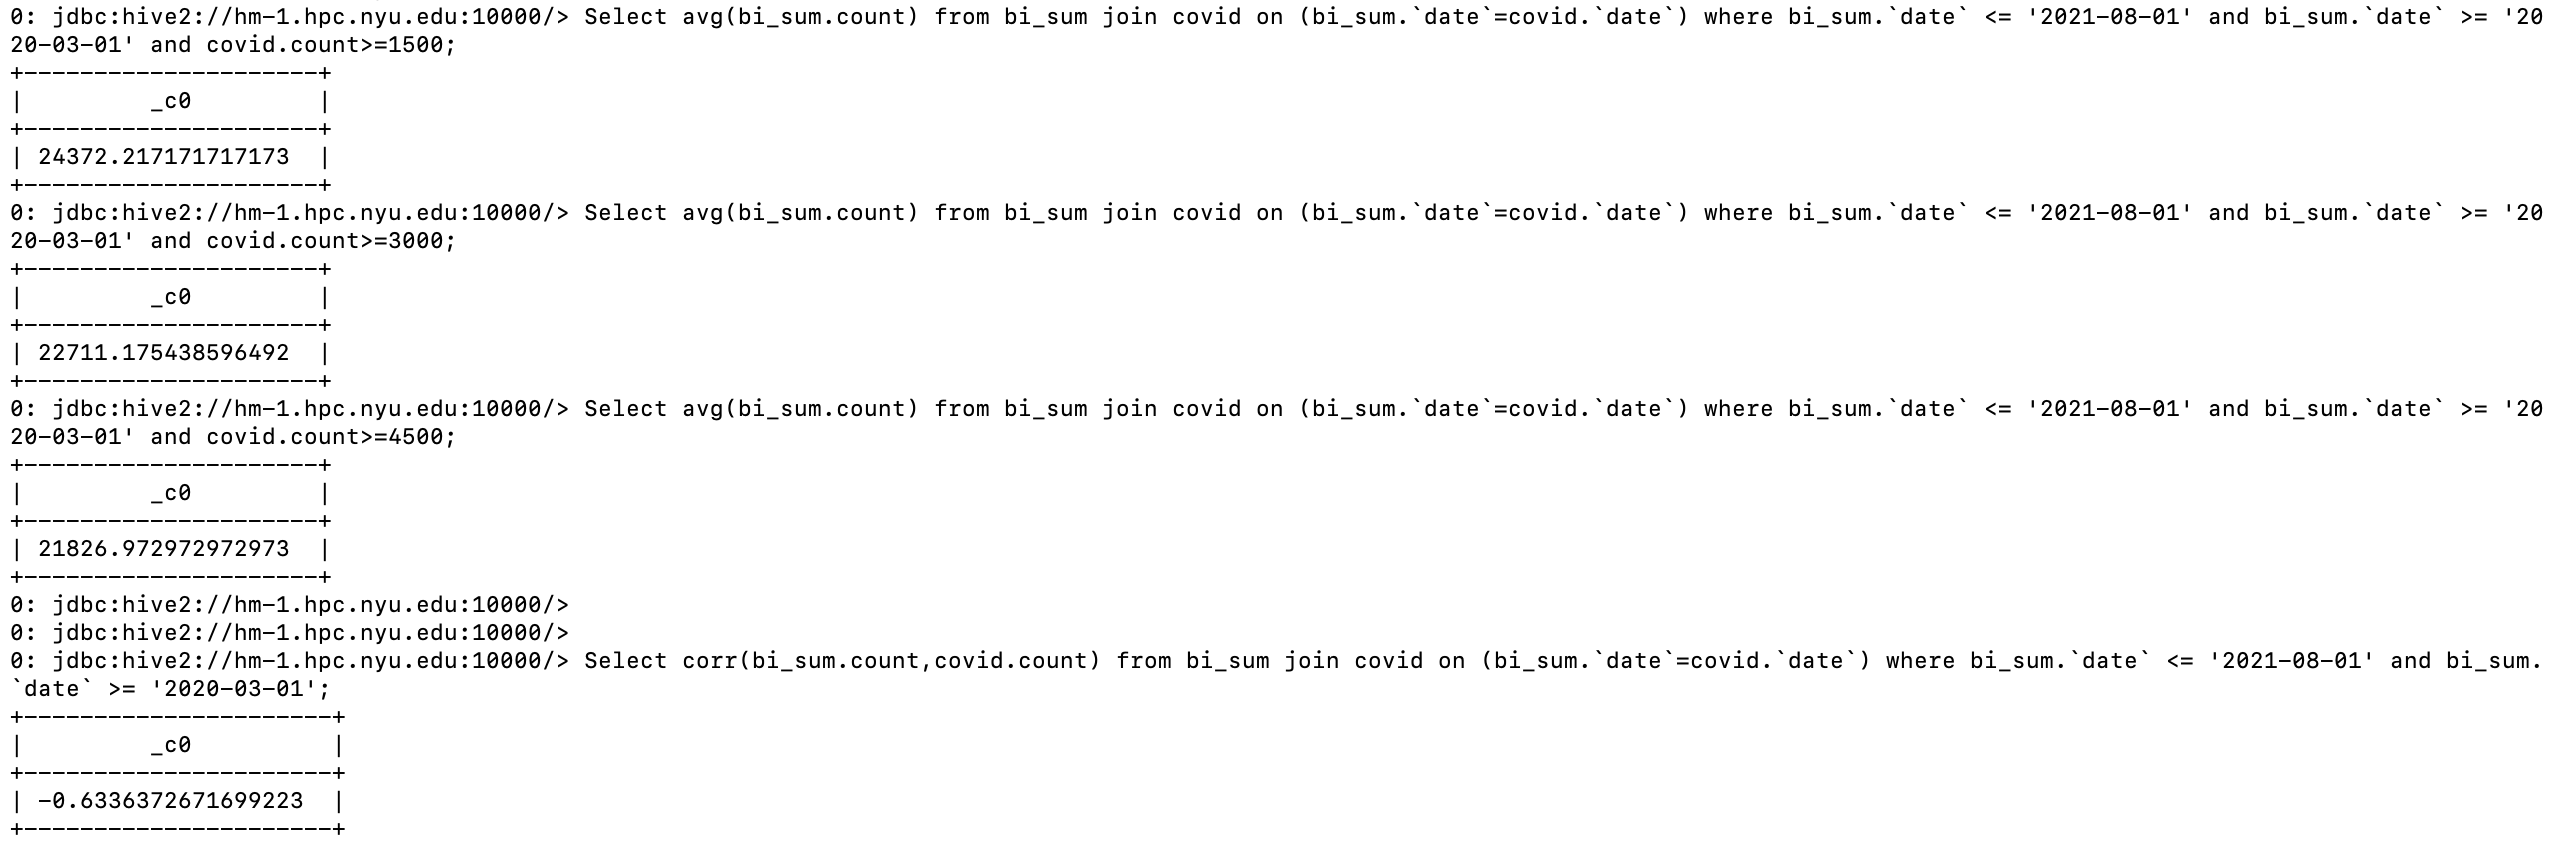 0: jdbc:hive2://hm-1.hpc.nyu.edu:10000/> Select avg(bi_sum.count) from bi_sum join covid on (bi_sum.`date`=covid.`date`) where bi_sum.`date` <= '2021-08-01' and bi_sum.`date` >= '20
20-03-01' and covid.count>=1500;
+---------------------+
|         _c0         |
+---------------------+
| 24372.217171717173  |
+---------------------+
0: jdbc:hive2://hm-1.hpc.nyu.edu:10000/> Select avg(bi_sum.count) from bi_sum join covid on (bi_sum.`date`=covid.`date`) where bi_sum.`date` <= '2021-08-01' and bi_sum.`date` >= '20
20-03-01' and covid.count>=3000;
+---------------------+
|         _c0         |
+---------------------+
| 22711.175438596492  |
+---------------------+
0: jdbc:hive2://hm-1.hpc.nyu.edu:10000/> Select avg(bi_sum.count) from bi_sum join covid on (bi_sum.`date`=covid.`date`) where bi_sum.`date` <= '2021-08-01' and bi_sum.`date` >= '20
20-03-01' and covid.count>=4500;
+---------------------+
|         _c0         |
+---------------------+
| 21826.972972972973  |
+---------------------+
0: jdbc:hive2://hm-1.hpc.nyu.edu:10000/>
0: jdbc:hive2://hm-1.hpc.nyu.edu:10000/>
0: jdbc:hive2://hm-1.hpc.nyu.edu:10000/> Select corr(bi_sum.count,covid.count) from bi_sum join covid on (bi_sum.`date`=covid.`date`) where bi_sum.`date` <= '2021-08-01' and bi_sum.
`date` >= '2020-03-01';
+----------------------+
|         _c0          |
+----------------------+
| -0.6336372671699223  |
+----------------------+